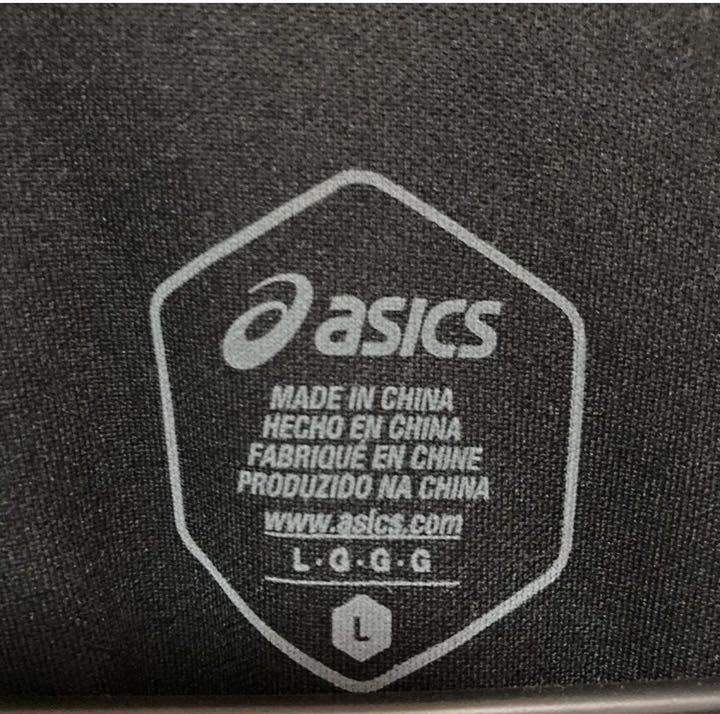 asics
MADE IN CHINA
HECHO EN CHINA
FABRIQUÉ EN CHINE
PRODUZIDO NA CHINA
www.asics.com
L·G·G·G
L